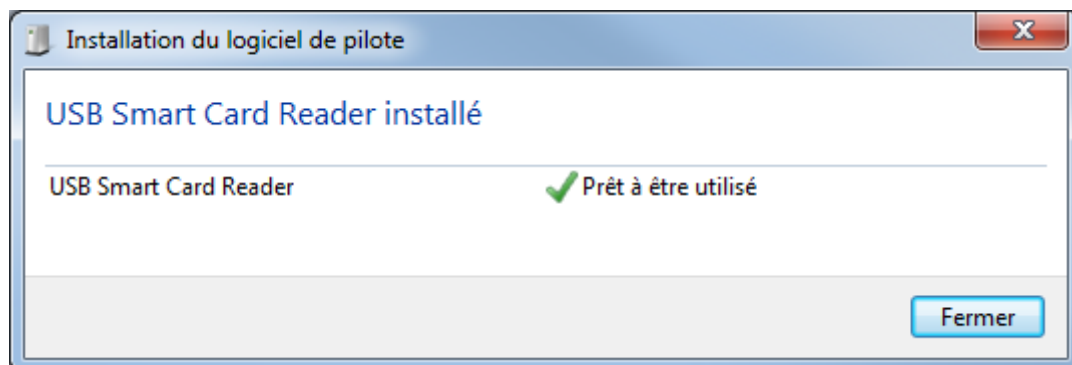 Installation du logiciel de pilote
USB Smart Card Reader installé
USB Smart Card Reader Prêt à être utilisé
Fermer